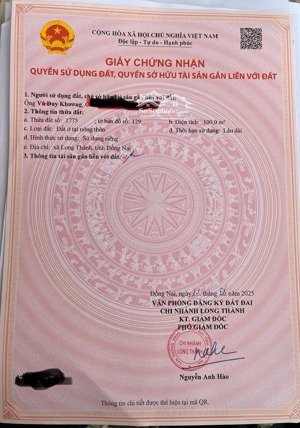 CỘNG HÒA XÃ HỘI CHỦ NGHĨA VIỆT NAM
Độc lập - Tự do - Hạnh phúc
GIẤY CHỨNG NHẬN
QUYỀN SỬ DỤNG ĐẤT, QUYỀN SỞ HỮU TÀI SẢN GẮN LIỀN VỚI ĐẤT
1. Người sử dụng đất, chủ sở hữu tài sản gắn liền với đất:
Ông Vũ Duy Khương,
2. Thông tin thửa đất:
a. Thửa đất số: 2775 tờ bản đồ số: 129 b. Diện tích: 100,0 m²
c. Loại đất: Đất ở tại nông thôn d. Thời hạn sử dụng: Lâu dài
đ. Hình thức sử dụng: Sử dụng riêng
e. Địa chỉ: xã Long Thành, tỉnh Đồng Nai
3. Thông tin tài sản gắn liền với đất:
Đồng Nai, ngày tháng năm 2025
VĂN PHÒNG ĐĂNG KÝ ĐẤT ĐAI
CHI NHÁNH LONG THÀNH
KT. GIÁM ĐỐC
PHÓ GIÁM ĐỐC
CHI NHÁNH
LONG THÀNH
Nguyễn Anh Hào
Thông tin chi tiết được thể hiện tại mã QR.